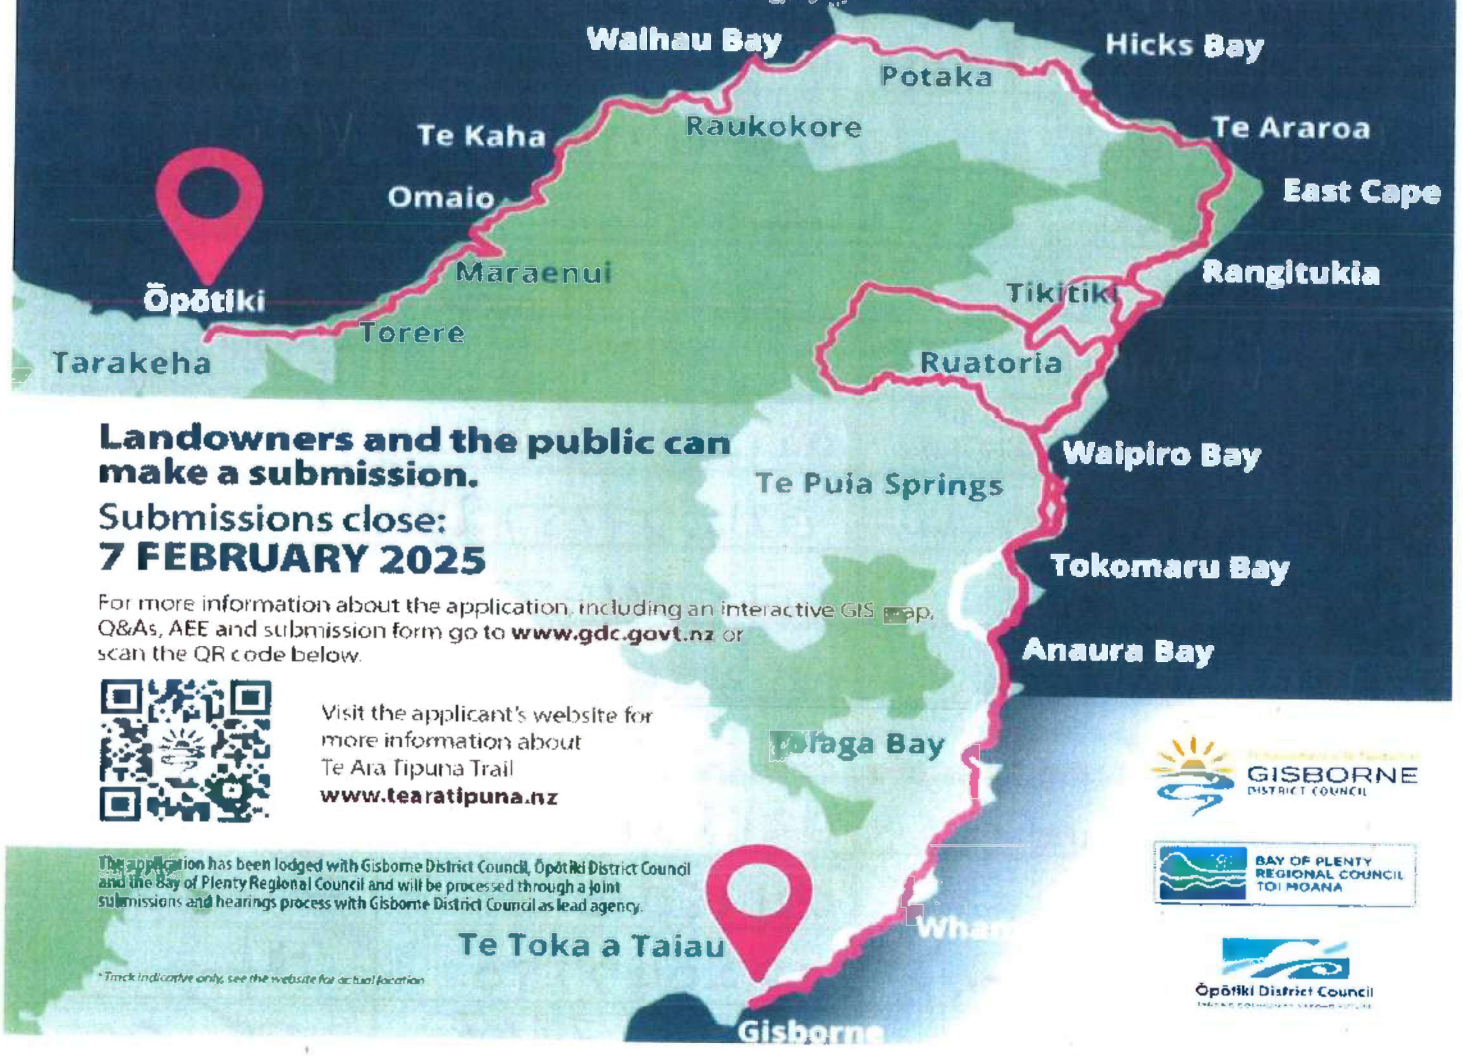 Waihau Bay
Hicks Bay
Potaka
Te Kaha
Raukokore
Te Araroa
Omaio
East Cape
Maraenui
Rangitukia
Ōpōtiki
Tikitiki
Torere
Tarakeha
Ruatoria
Landowners and the public can
make a submission.
Waipiro Bay
Te Puia Springs
Submissions close:
7 FEBRUARY 2025
Tokomaru Bay
For more information about the application, including an interactive GIS map,
Q&As, AEE and submission form go to www.gdc.govt.nz or
scan the QR code below.
Anaura Bay
Visit the applicant's website for
more information about
Te Ara Tipuna Trail
www.tearatipuna.nz
Tolaga Bay
GISBORNE
DISTRICT COUNCIL
The application has been lodged with Gisborne District Council, Ōpōtiki District Council
and the Bay of Plenty Regional Council and will be processed through a joint
submissions and hearings process with Gisborne District Council as lead agency.
BAY OF PLENTY
REGIONAL COUNCIL
TOI MOANA
Te Toka a Taiau
Whan
*Track indicative only, see the website for actual location
Ōpōtiki District Council
Gisborne